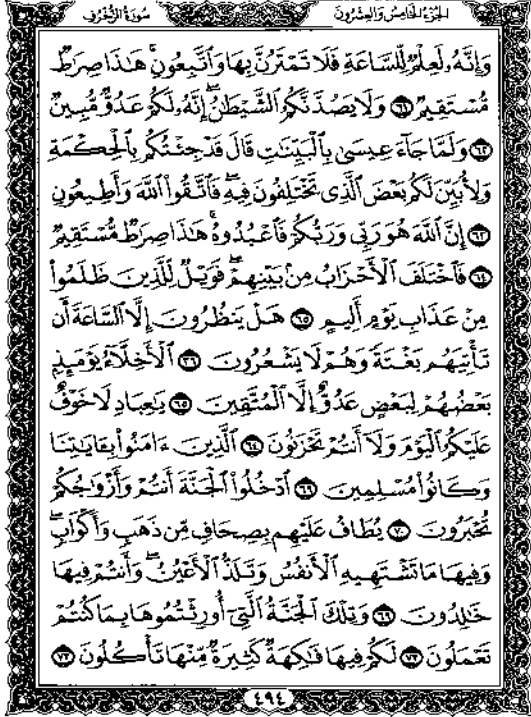 الجزء الخامس والعشرون سورة الزخرف
وَإِنَّهُۥ لَعِلْمٌ لِّلسَّاعَةِ فَلَا تَمْتَرُنَّ بِهَا وَٱتَّبِعُونِ ۚ هَـٰذَا صِرَٰطٌ
مُّسْتَقِيمٌ ٦١ وَلَا يَصُدَّنَّكُمُ ٱلشَّيْطَـٰنُ ۖ إِنَّهُۥ لَكُمْ عَدُوٌّ مُّبِينٌ
٦٢ وَلَمَّا جَآءَ عِيسَىٰ بِٱلْبَيِّنَـٰتِ قَالَ قَدْ جِئْتُكُم بِٱلْحِكْمَةِ
وَلِأُبَيِّنَ لَكُم بَعْضَ ٱلَّذِى تَخْتَلِفُونَ فِيهِ ۖ فَٱتَّقُوا۟ ٱللَّهَ وَأَطِيعُونِ
٦٣ إِنَّ ٱللَّهَ هُوَ رَبِّى وَرَبُّكُمْ فَٱعْبُدُوهُ ۚ هَـٰذَا صِرَٰطٌ مُّسْتَقِيمٌ
٦٤ فَٱخْتَلَفَ ٱلْأَحْزَابُ مِنۢ بَيْنِهِمْ ۖ فَوَيْلٌ لِّلَّذِينَ ظَلَمُوا۟
مِنْ عَذَابِ يَوْمٍ أَلِيمٍ ٦٥ هَلْ يَنظُرُونَ إِلَّا ٱلسَّاعَةَ أَن
تَأْتِيَهُم بَغْتَةً وَهُمْ لَا يَشْعُرُونَ ٦٦ ٱلْأَخِلَّآءُ يَوْمَئِذٍۭ
بَعْضُهُمْ لِبَعْضٍ عَدُوٌّ إِلَّا ٱلْمُتَّقِينَ ٦٧ يَـٰعِبَادِ لَا خَوْفٌ
عَلَيْكُمُ ٱلْيَوْمَ وَلَآ أَنتُمْ تَحْزَنُونَ ٦٨ ٱلَّذِينَ ءَامَنُوا۟ بِـَٔايَـٰتِنَا
وَكَانُوا۟ مُسْلِمِينَ ٦٩ ٱدْخُلُوا۟ ٱلْجَنَّةَ أَنتُمْ وَأَزْوَٰجُكُمْ
تُحْبَرُونَ ٧٠ يُطَافُ عَلَيْهِم بِصِحَافٍ مِّن ذَهَبٍ وَأَكْوَابٍ ۖ
وَفِيهَا مَا تَشْتَهِيهِ ٱلْأَنفُسُ وَتَلَذُّ ٱلْأَعْيُنُ ۖ وَأَنتُمْ فِيهَا
خَـٰلِدُونَ ٧١ وَتِلْكَ ٱلْجَنَّةُ ٱلَّتِىٓ أُورِثْتُمُوهَا بِمَا كُنتُمْ
تَعْمَلُونَ ٧٢ لَكُمْ فِيهَا فَـٰكِهَةٌ كَثِيرَةٌ مِّنْهَا تَأْكُلُونَ ٧٣
٤٩٤